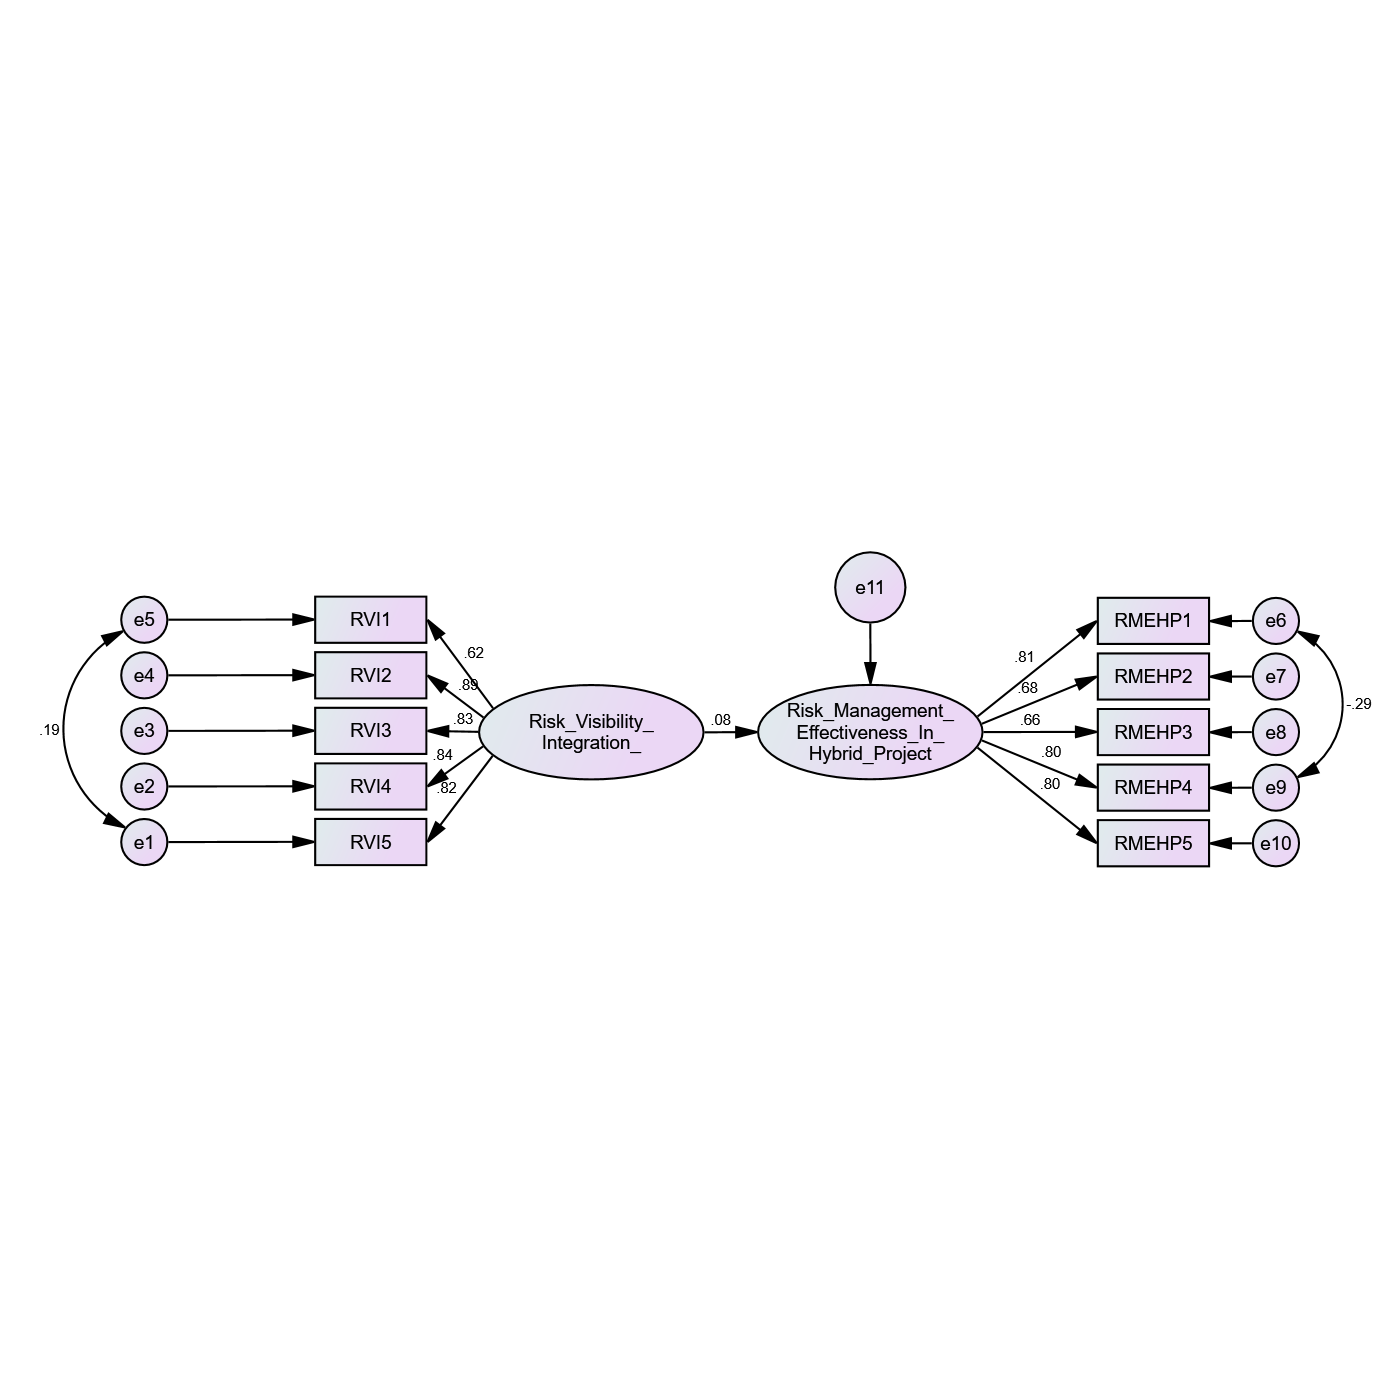 e11
e5
RVI1
RMEHP1
e6
.62
.81
e4
RVI2
.89
.68
RMEHP2
e7
-.29
.19
e3
RVI3
.83
Risk_Visibility_
Integration_
.08
Risk_Management_
Effectiveness_In_
Hybrid_Project
.66
RMEHP3
e8
.84
.80
e2
RVI4
.82
.80
RMEHP4
e9
e1
RVI5
RMEHP5
e10